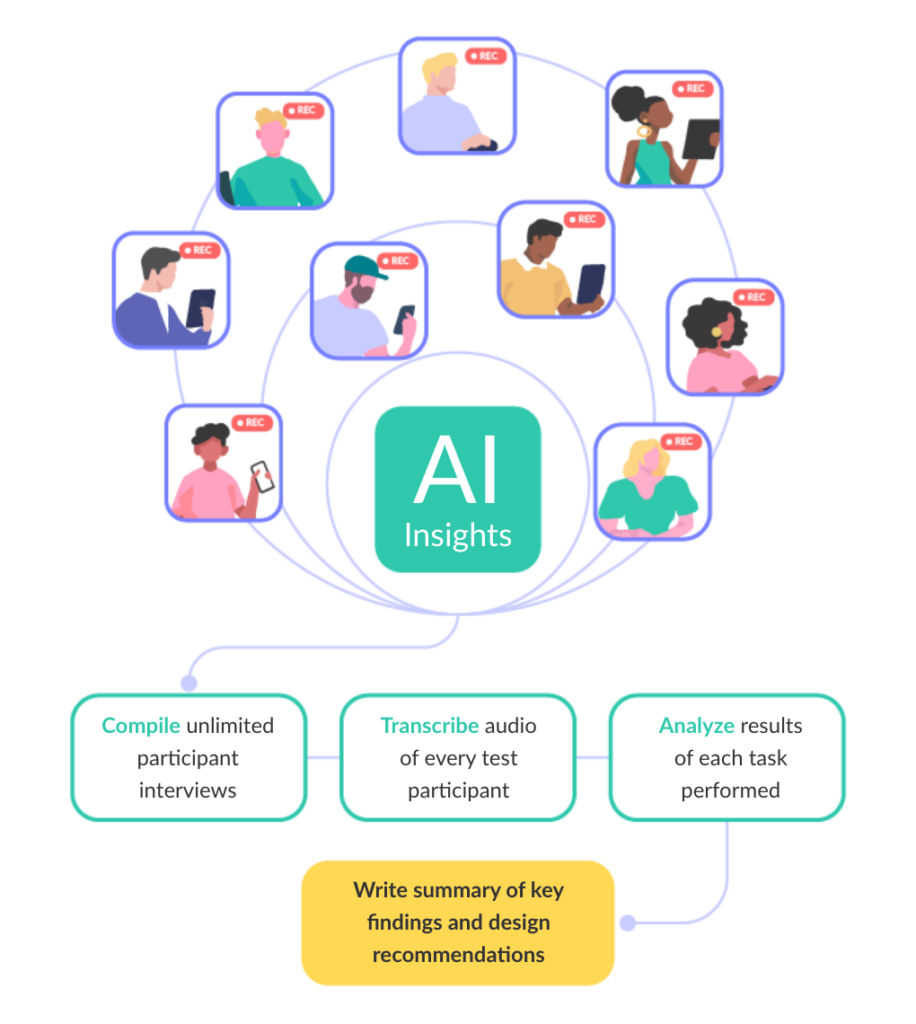 REC
REC
REC
REC
REC
REC
REC
REC
REC
AI
Insights
Compile unlimited
participant
interviews
Transcribe audio
of every test
participant
Analyze results
of each task
performed
Write summary of key
findings and design
recommendations